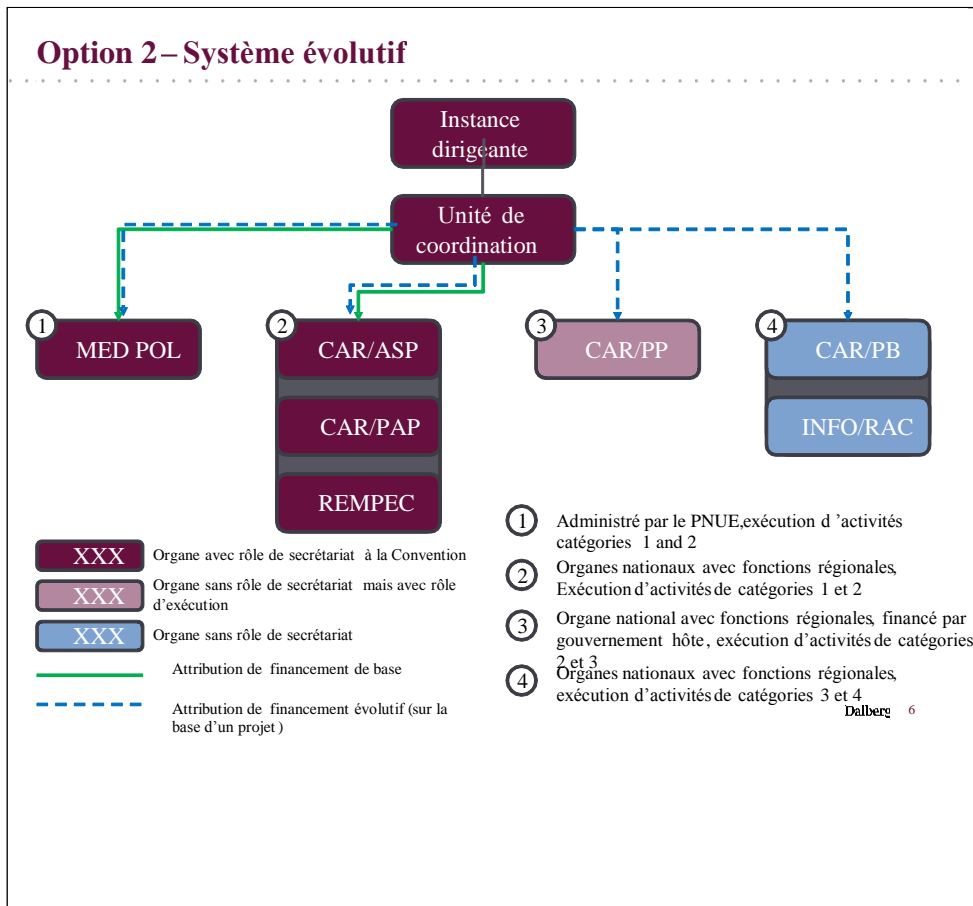 Option 2 – Système évolutif
Instance
dirigeante
Unité de
coordination
1
MED POL
2
CAR/ASP
CAR/PAP
REMPEC
3
CAR/PP
4
CAR/PB
INFO/RAC
XXX
Organe avec rôle de secrétariat à la Convention
XXX
Organe sans rôle de secrétariat mais avec rôle
d'exécution
XXX
Organe sans rôle de secrétariat
Attribution de financement de base
Attribution de financement évolutif (sur la
base d'un projet )
1
Administré par le PNUE,exécution d 'activités
catégories 1 and 2
2
Organes nationaux avec fonctions régionales,
Exécution d'activités de catégories 1 et 2
3
Organe national avec fonctions régionales, financé par
gouvernement hôte, exécution d'activités de catégories
2 et 3
4
Organes nationaux avec fonctions régionales,
exécution d'activités de catégories 3 et 4
Dalberg 6